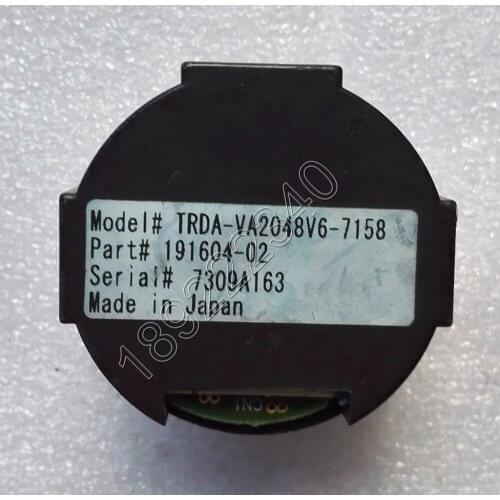 Model# TRDA-VA2048V6-7158
Part# 191604-02
Serial# 7309A163
Made in Japan
CN1